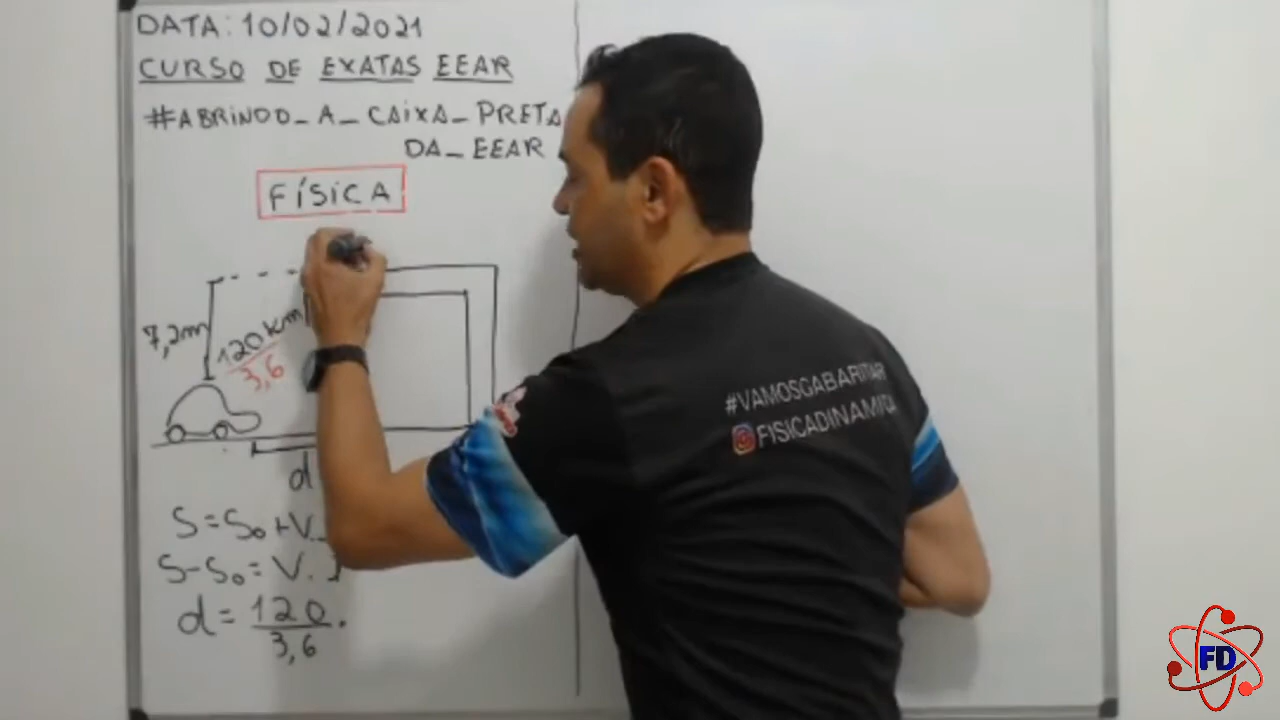 DATA: 10/02/2021
CURSO DE EXATAS EEAR
#ABRINDO_A_CAIXA_PRETA
DA_EEAR
FÍSICA
7,2m
120 km
3,6
d
S=S₀+V.
S-S₀=V.
d=120.
3,6
#VAMOSGABARITAR
FISICADINAMICA
FD